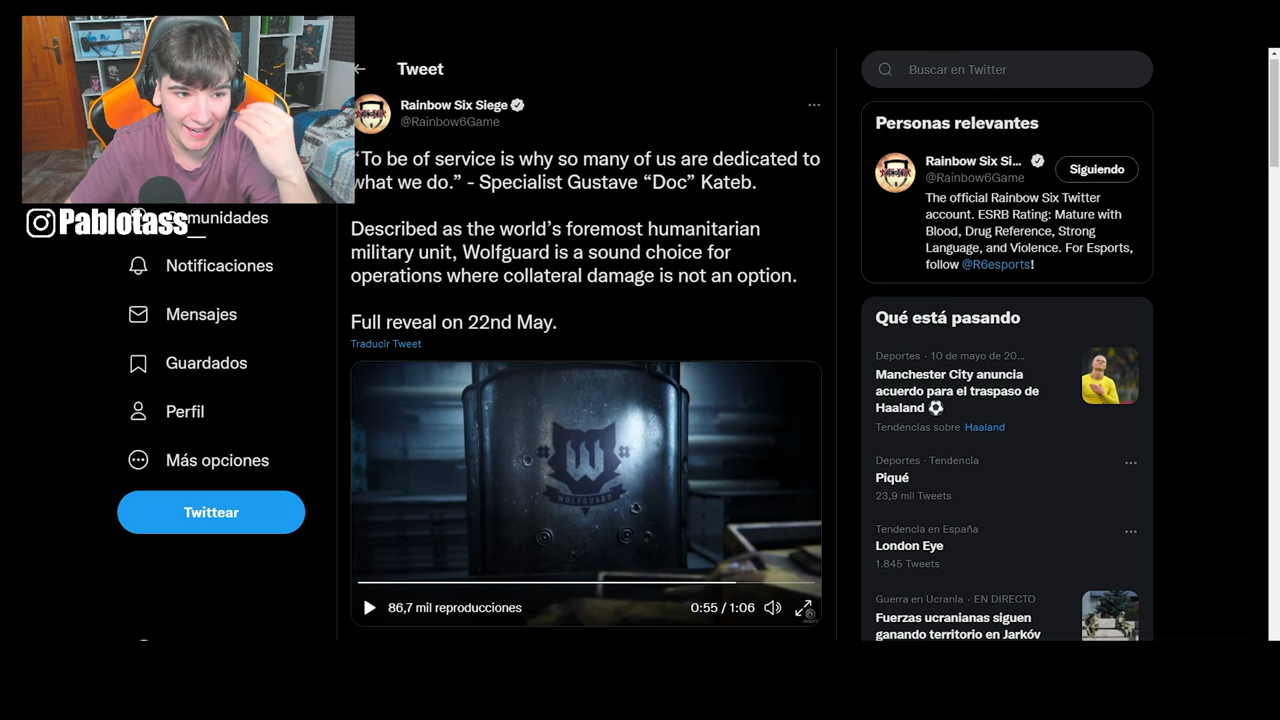 Tweet
Rainbow Six Siege
@Rainbow6Game
“To be of service is why so many of us are dedicated to
what we do.” - Specialist Gustave “Doc” Kateb.
Described as the world’s foremost humanitarian
military unit, Wolfguard is a sound choice for
operations where collateral damage is not an option.
Full reveal on 22nd May.
Traducir Tweet
W
WOLFGUARD
86,7 mil reproducciones
0:55 / 1:06
UBISOFT
Pablotass_
munidades
Notificaciones
Mensajes
Guardados
Perfil
Más opciones
Twittear
Buscar en Twitter
Personas relevantes
Rainbow Six Si...
@Rainbow6Game
Siguiendo
The official Rainbow Six Twitter
account. ESRB Rating: Mature with
Blood, Drug Reference, Strong
Language, and Violence. For Esports,
follow @R6esports!
Qué está pasando
Deportes · 10 de mayo de 20...
Manchester City anuncia
acuerdo para el traspaso de
Haaland
Tendencias sobre Haaland
Deportes · Tendencia
Piqué
23,9 mil Tweets
Tendencia en España
London Eye
1.845 Tweets
Guerra en Ucrania · EN DIRECTO
Fuerzas ucranianas siguen
ganando territorio en Jarkóv